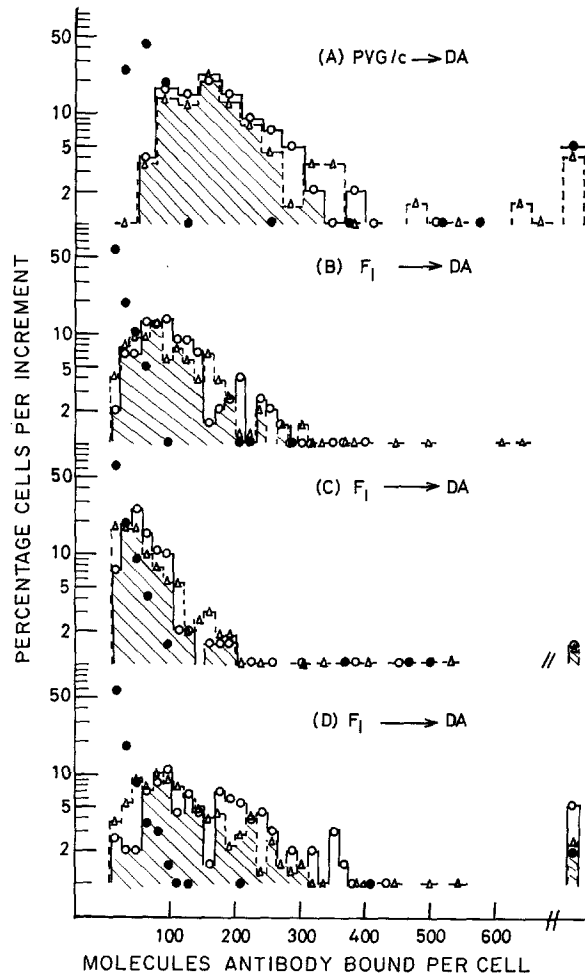 (A) PVG/c → DA
50
10
5
2
(B) F₁ → DA
50
10
5
2
(C) F₁ → DA
50
10
5
2
(D) F₁ → DA
50
10
5
2
PERCENTAGE CELLS PER INCREMENT
100 200 300 400 500 600
MOLECULES ANTIBODY BOUND PER CELL